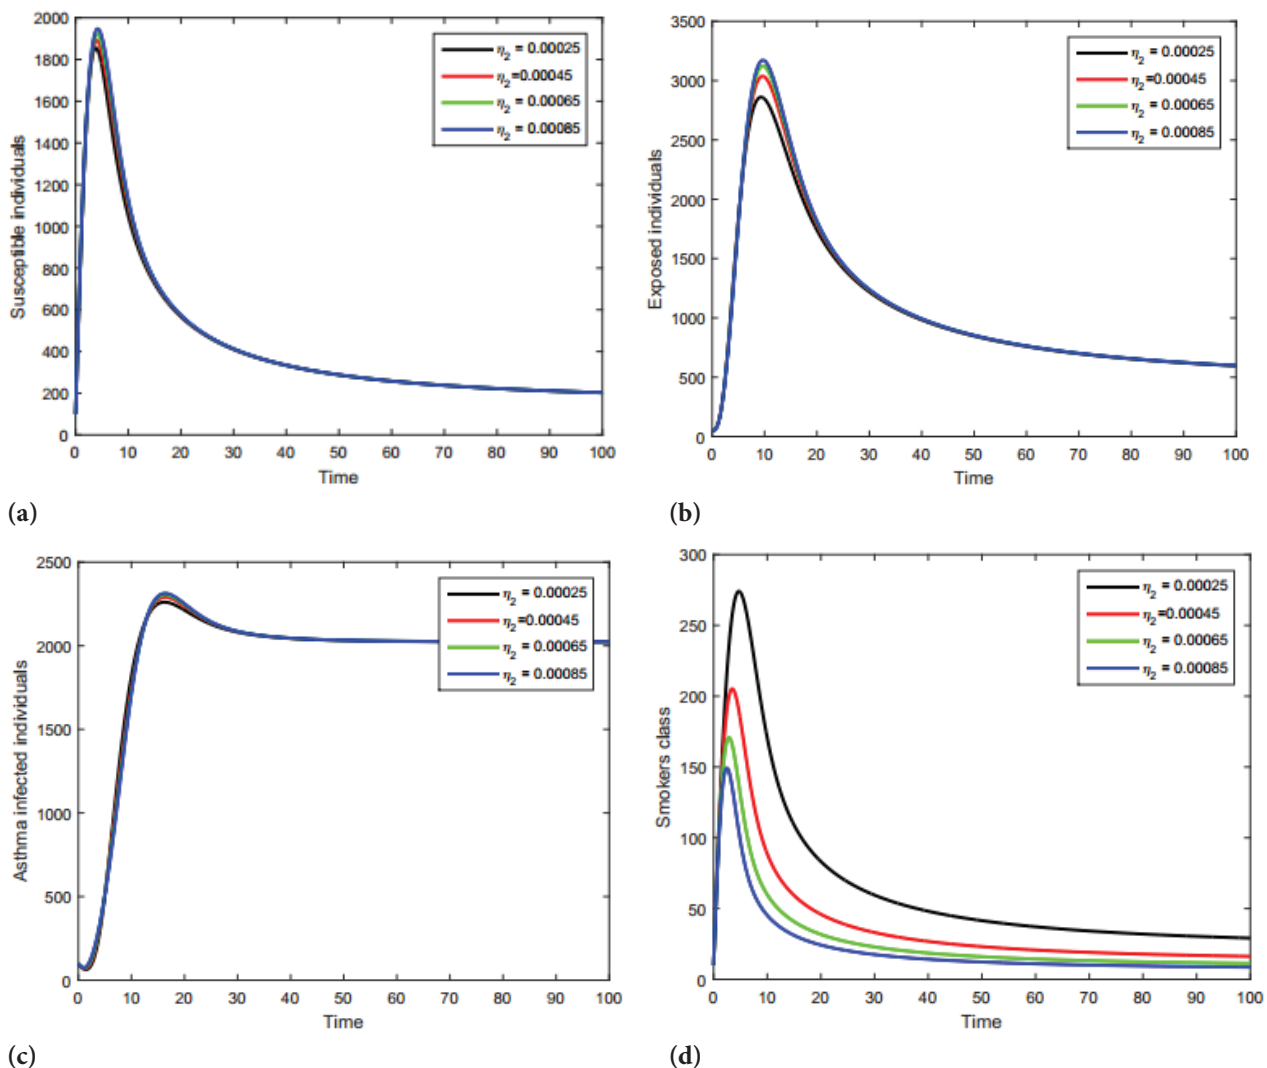 2000
1800
1600
1400
1200
1000
800
600
400
200
0
Susceptible individuals
η2 = 0.00025
η2=0.00045
η2 = 0.00065
η2 = 0.00085
0 10 20 30 40 50 60 70 80 90 100
Time
(a)
3500
3000
2500
2000
1500
1000
500
0
Exposed individuals
η2 = 0.00025
η2=0.00045
η2 = 0.00065
η2 = 0.00085
0 10 20 30 40 50 60 70 80 90 100
Time
(b)
2500
2000
1500
1000
500
0
Asthma infected individuals
η2 = 0.00025
η2=0.00045
η2 = 0.00065
η2 = 0.00085
0 10 20 30 40 50 60 70 80 90 100
Time
(c)
300
250
200
150
100
50
0
Smokers class
η2 = 0.00025
η2=0.00045
η2 = 0.00065
η2 = 0.00085
0 10 20 30 40 50 60 70 80 90 100
Time
(d)